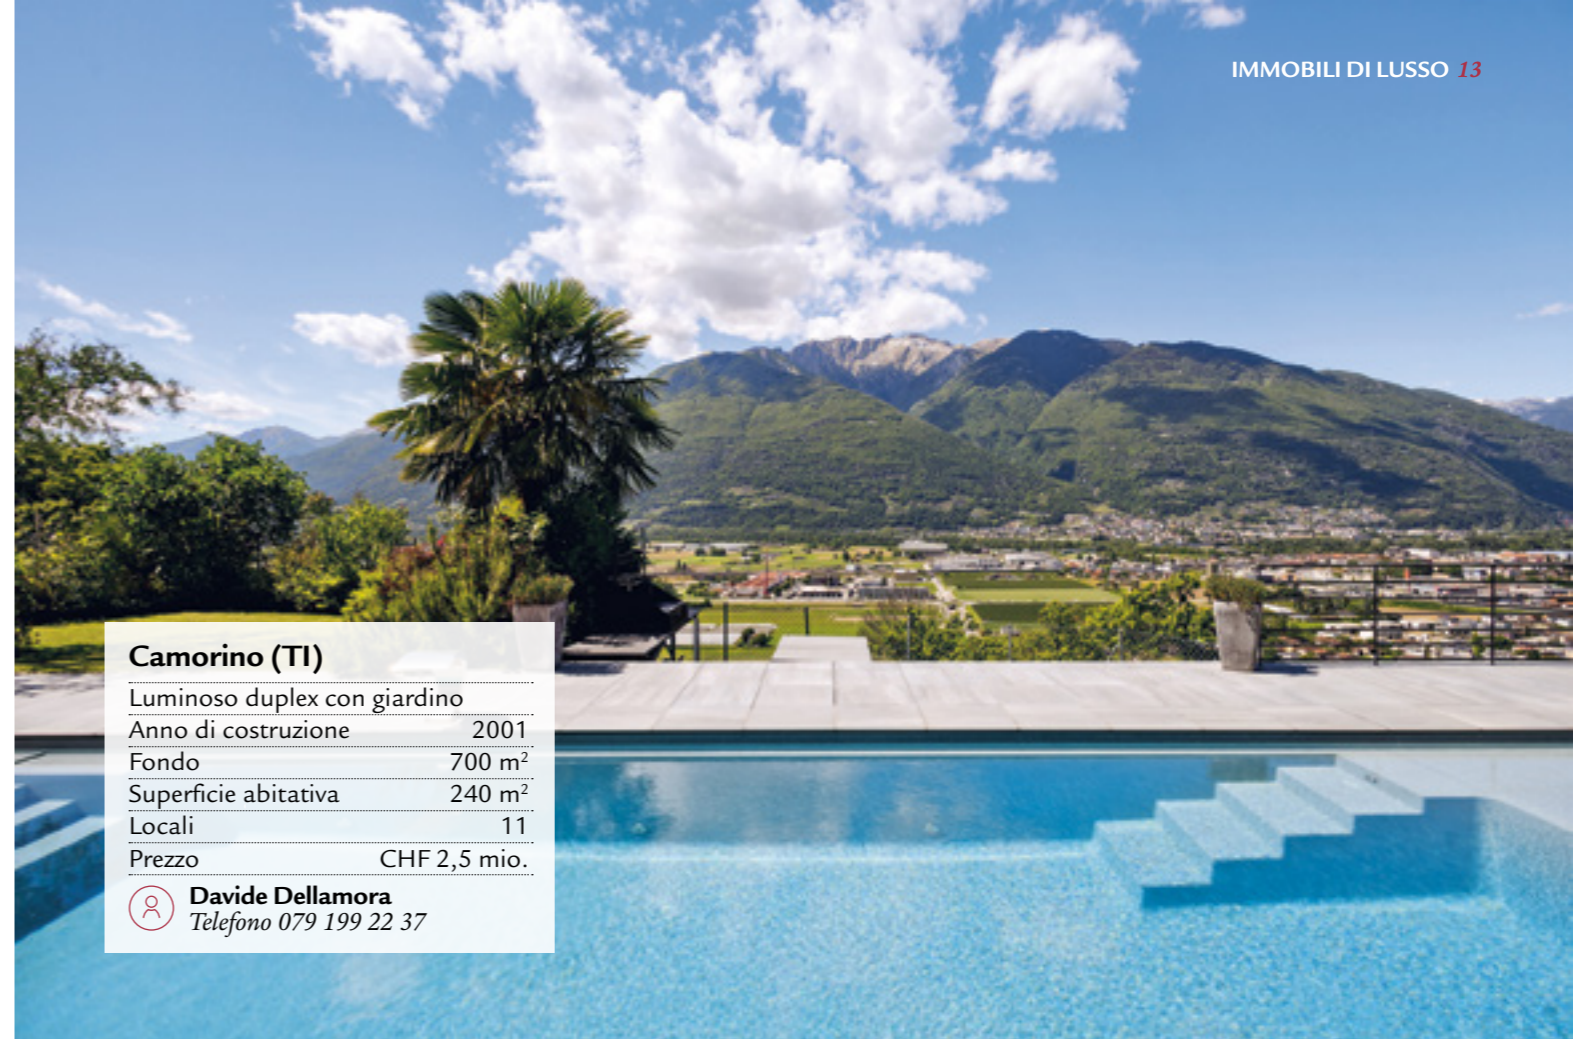 IMMOBILI DI LUSSO 13
Camorino (TI)
Luminoso duplex con giardino
Anno di costruzione 2001
Fondo 700 m²
Superficie abitativa 240 m²
Locali 11
Prezzo CHF 2,5 mio.
Davide Dellamora
Telefono 079 199 22 37